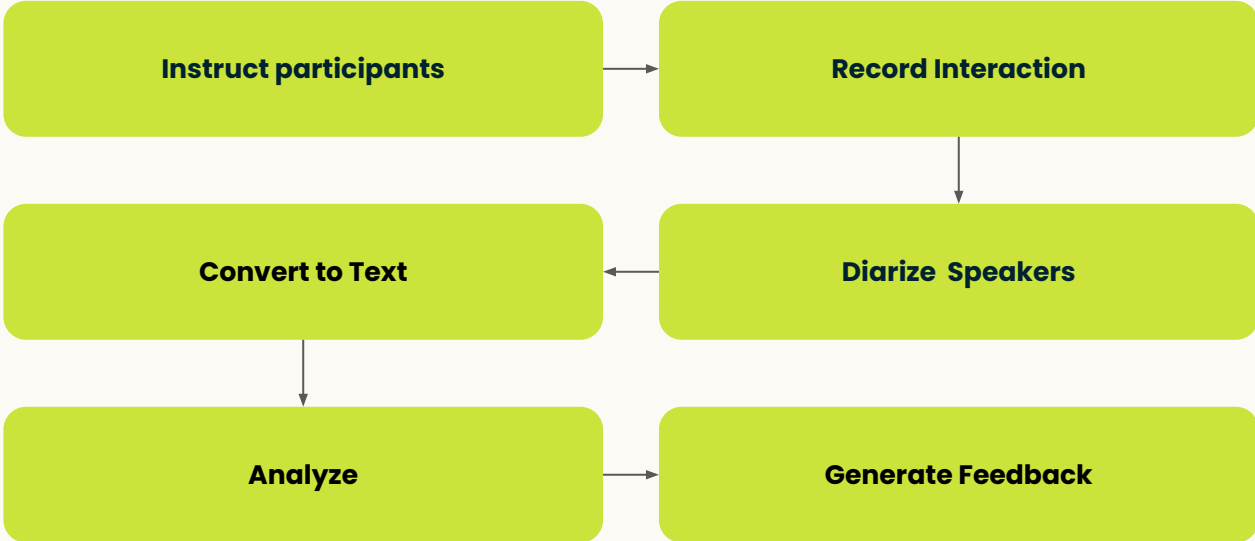 Instruct participants
Record Interaction
Diarize  Speakers
Convert to Text
Analyze
Generate Feedback